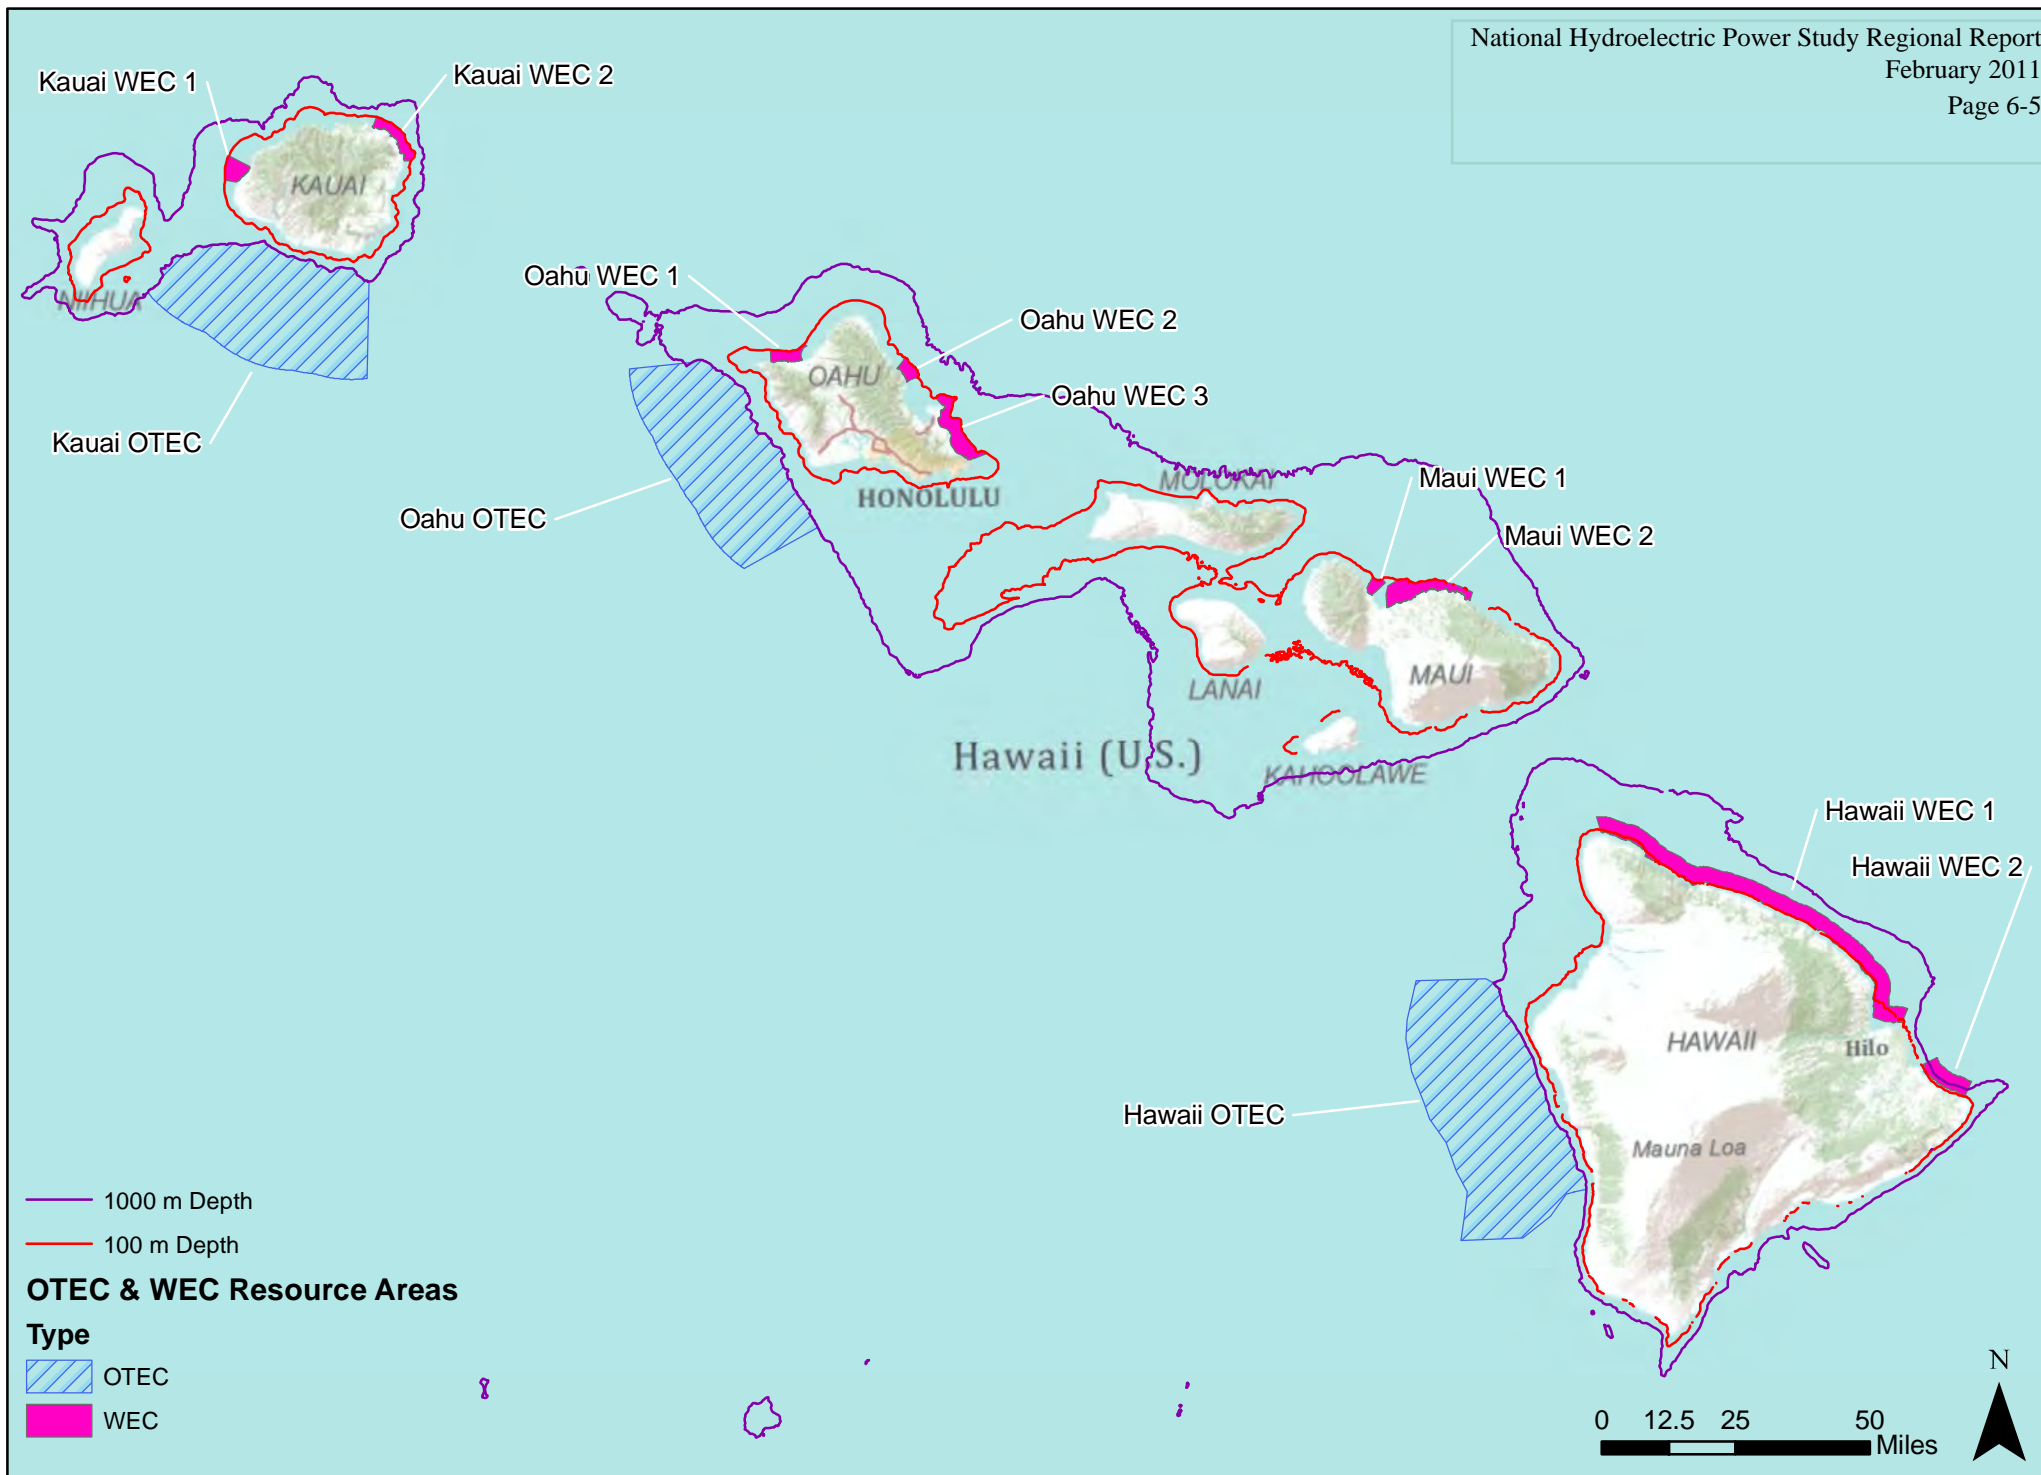 National Hydroelectric Power Study Regional Report
February 2011
Page 6-5
Kauai WEC 1
Kauai WEC 2
KAUAI
NIIHUA
Kauai OTEC
Oahu WEC 1
Oahu WEC 2
OAHU
Oahu WEC 3
HONOLULU
Oahu OTEC
MOLOKAI
Maui WEC 1
Maui WEC 2
MAUI
LANAI
Hawaii (U.S.)
KAHOOLAWE
Hawaii WEC 1
Hawaii WEC 2
HAWAII
Hilo
Hawaii OTEC
Mauna Loa
1000 m Depth
100 m Depth
OTEC & WEC Resource Areas
Type
OTEC
WEC
N
0 12.5 25 50
Miles